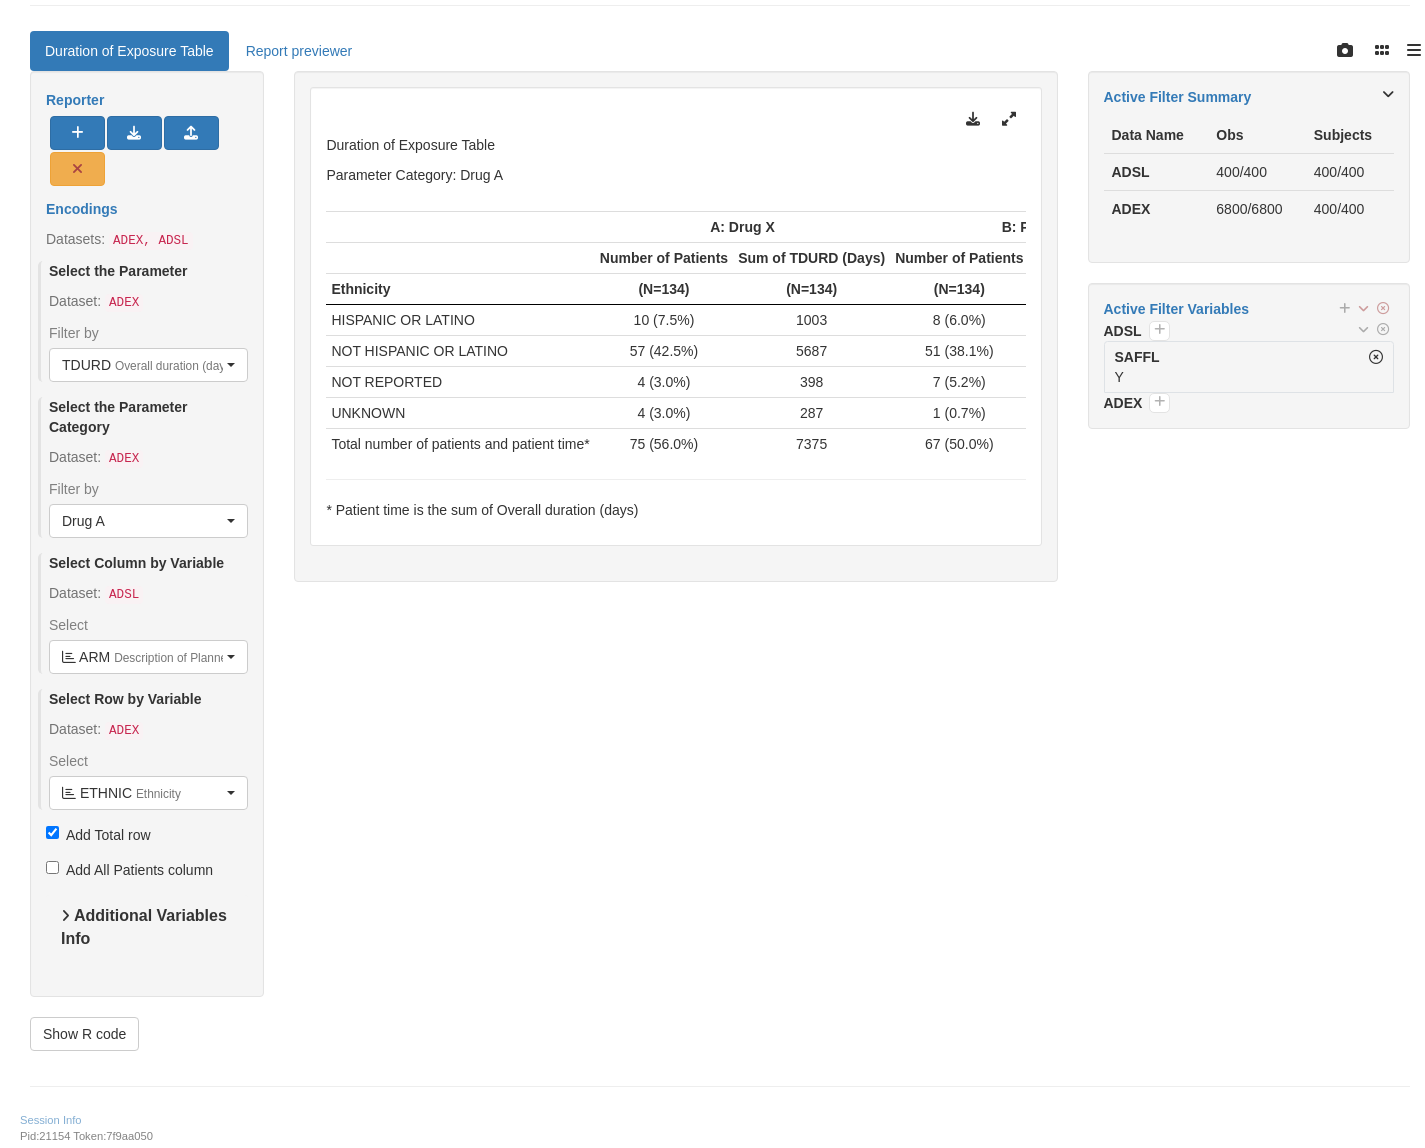 Duration of Exposure Table
Report previewer
Reporter
Encodings
Datasets: ADEX, ADSL
Select the Parameter
Dataset: ADEX
Filter by
TDURD Overall duration (day
Select the Parameter
Category
Dataset: ADEX
Filter by
Drug A
Select Column by Variable
Dataset: ADSL
Select
ARM Description of Planne
Select Row by Variable
Dataset: ADEX
Select
ETHNIC Ethnicity
Add Total row
Add All Patients column
Additional Variables
Info
Show R code
Duration of Exposure Table
Parameter Category: Drug A
A: Drug X B: P
Number of Patients Sum of TDURD (Days) Number of Patients
Ethnicity (N=134) (N=134) (N=134)
HISPANIC OR LATINO 10 (7.5%) 1003 8 (6.0%)
NOT HISPANIC OR LATINO 57 (42.5%) 5687 51 (38.1%)
NOT REPORTED 4 (3.0%) 398 7 (5.2%)
UNKNOWN 4 (3.0%) 287 1 (0.7%)
Total number of patients and patient time* 75 (56.0%) 7375 67 (50.0%)
* Patient time is the sum of Overall duration (days)
Active Filter Summary
Data Name Obs Subjects
ADSL 400/400 400/400
ADEX 6800/6800 400/400
Active Filter Variables
ADSL
SAFFL
Y
ADEX
Session Info
Pid:21154 Token:7f9aa050